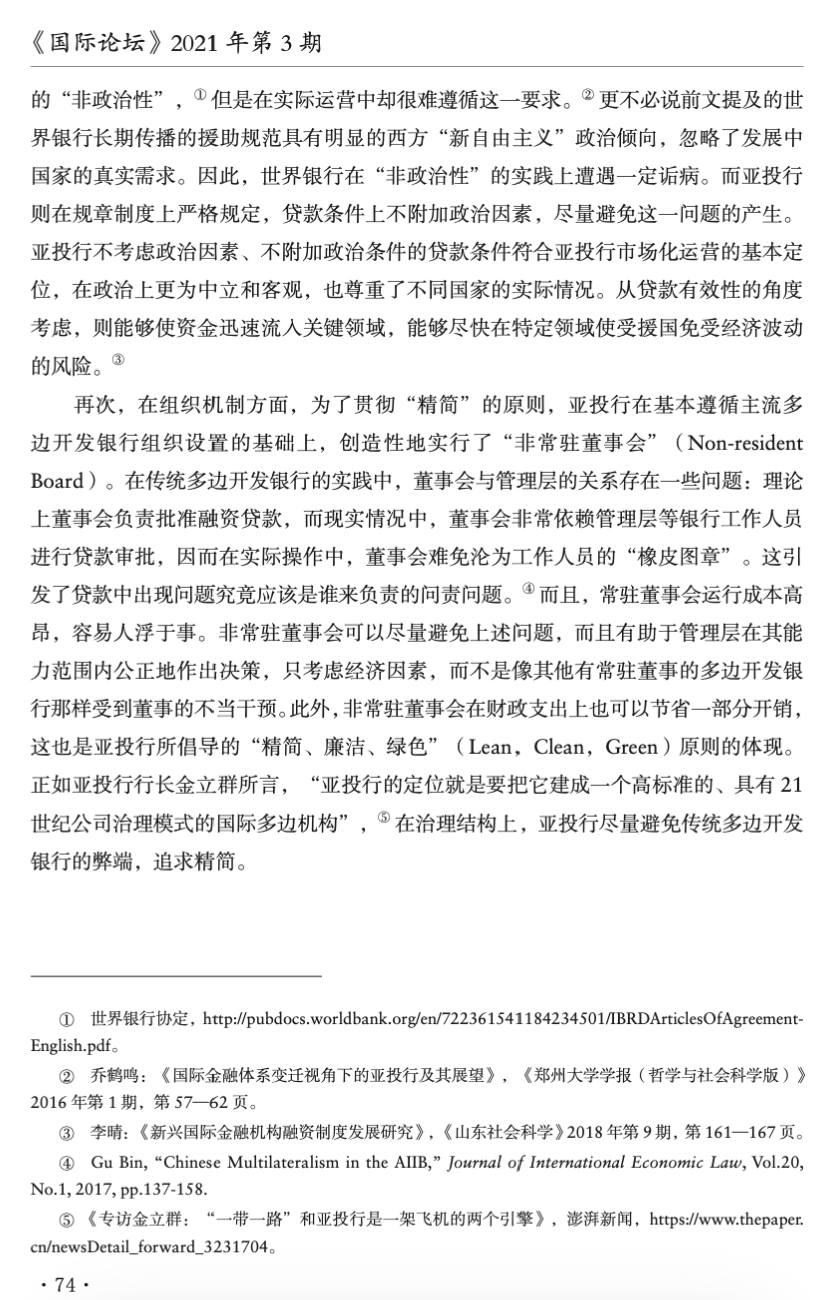 《国际论坛》2021 年第 3 期
的“非政治性”，①但是在实际运营中却很难遵循这一要求。②更不必说前文提及的世
界银行长期传播的援助规范具有明显的西方“新自由主义”政治倾向，忽略了发展中
国家的真实需求。因此，世界银行在“非政治性”的实践上遭遇一定诟病。而亚投行
则在规章制度上严格规定，贷款条件上不附加政治因素，尽量避免这一问题的产生。
亚投行不考虑政治因素、不附加政治条件的贷款条件符合亚投行市场化运营的基本定
位，在政治上更为中立和客观，也尊重了不同国家的实际情况。从贷款有效性的角度
考虑，则能够使资金迅速流入关键领域，能够尽快在特定领域使受援国免受经济波动
的风险。③
再次，在组织机制方面，为了贯彻“精简”的原则，亚投行在基本遵循主流多
边开发银行组织设置的基础上，创造性地实行了“非常驻董事会”（Non-resident
Board）。在传统多边开发银行的实践中，董事会与管理层的关系存在一些问题：理论
上董事会负责批准融资贷款，而现实情况中，董事会非常依赖管理层等银行工作人员
进行贷款审批，因而在实际操作中，董事会难免沦为工作人员的“橡皮图章”。这引
发了贷款中出现问题究竟应该是谁来负责的问责问题。④而且，常驻董事会运行成本高
昂，容易人浮于事。非常驻董事会可以尽量避免上述问题，而且有助于管理层在其能
力范围内公正地作出决策，只考虑经济因素，而不是像其他有常驻董事的多边开发银
行那样受到董事的不当干预。此外，非常驻董事会在财政支出上也可以节省一部分开销，
这也是亚投行所倡导的“精简、廉洁、绿色”（Lean，Clean，Green）原则的体现。
正如亚投行行长金立群所言，“亚投行的定位就是要把它建成一个高标准的、具有 21
世纪公司治理模式的国际多边机构”，⑤在治理结构上，亚投行尽量避免传统多边开发
银行的弊端，追求精简。
① 世界银行协定，http://pubdocs.worldbank.org/en/722361541184234501/IBRDArticlesOfAgreement-
English.pdf。
② 乔鹤鸣：《国际金融体系变迁视角下的亚投行及其展望》，《郑州大学学报（哲学与社会科学版）》
2016 年第 1 期，第 57—62 页。
③ 李晴：《新兴国际金融机构融资制度发展研究》，《山东社会科学》2018 年第 9 期，第 161—167 页。
④ Gu Bin, “Chinese Multilateralism in the AIIB,” Journal of International Economic Law, Vol.20,
No.1, 2017, pp.137-158.
⑤ 《专访金立群：“一带一路”和亚投行是一架飞机的两个引擎》，澎湃新闻，https://www.thepaper.
cn/newsDetail_forward_3231704。
· 74 ·